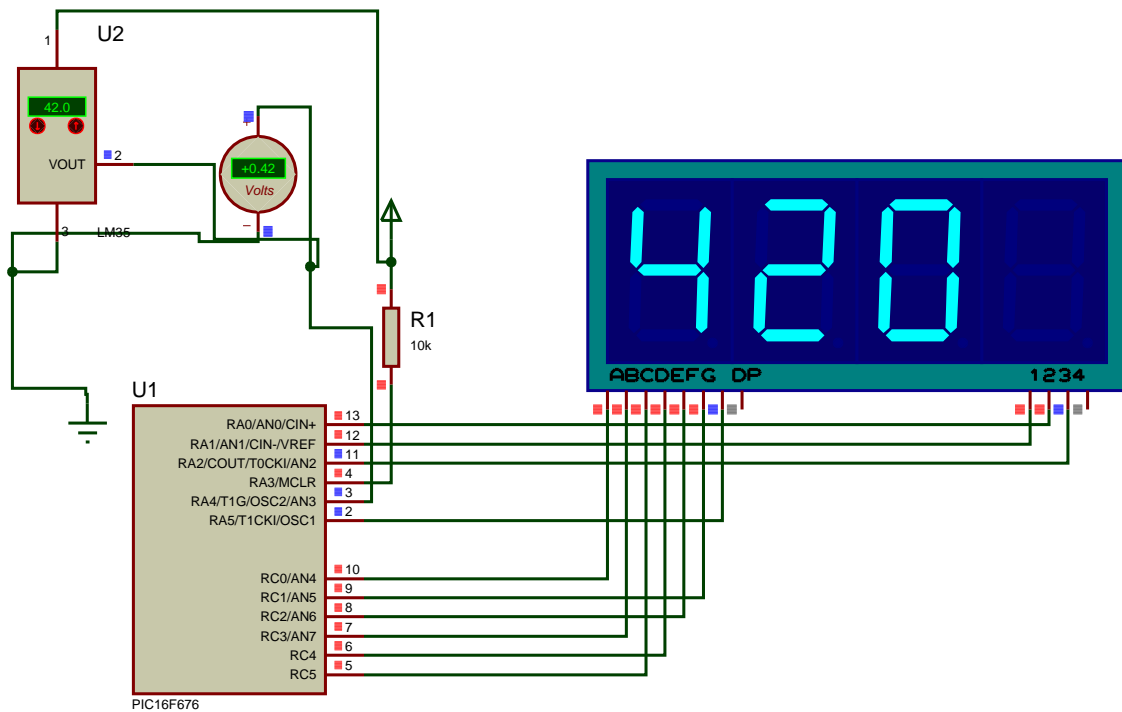 1
U2
42.0
VOUT
2
+
+0.42
Volts
−
3
LM35
420
R1
10k
ABCDEFG DP
1234
U1
RA0/AN0/CIN+
13
RA1/AN1/CIN-/VREF
12
RA2/COUT/T0CKI/AN2
11
RA3/MCLR
4
RA4/T1G/OSC2/AN3
3
RA5/T1CKI/OSC1
2
RC0/AN4
10
RC1/AN5
9
RC2/AN6
8
RC3/AN7
7
RC4
6
RC5
5
PIC16F676